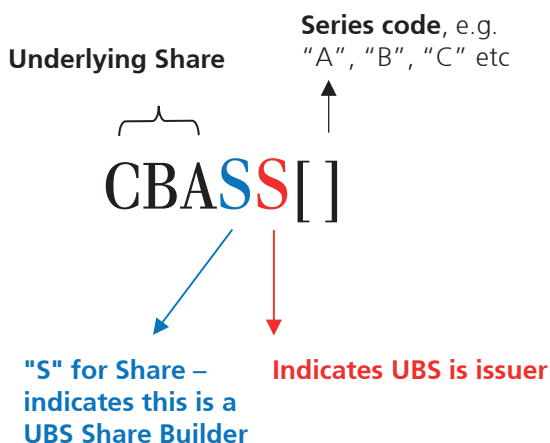 Series code, e.g.
Underlying Share
“A”, “B”, “C” etc
CBASS[ ]
"S" for Share –
indicates this is a
UBS Share Builder
Indicates UBS is issuer